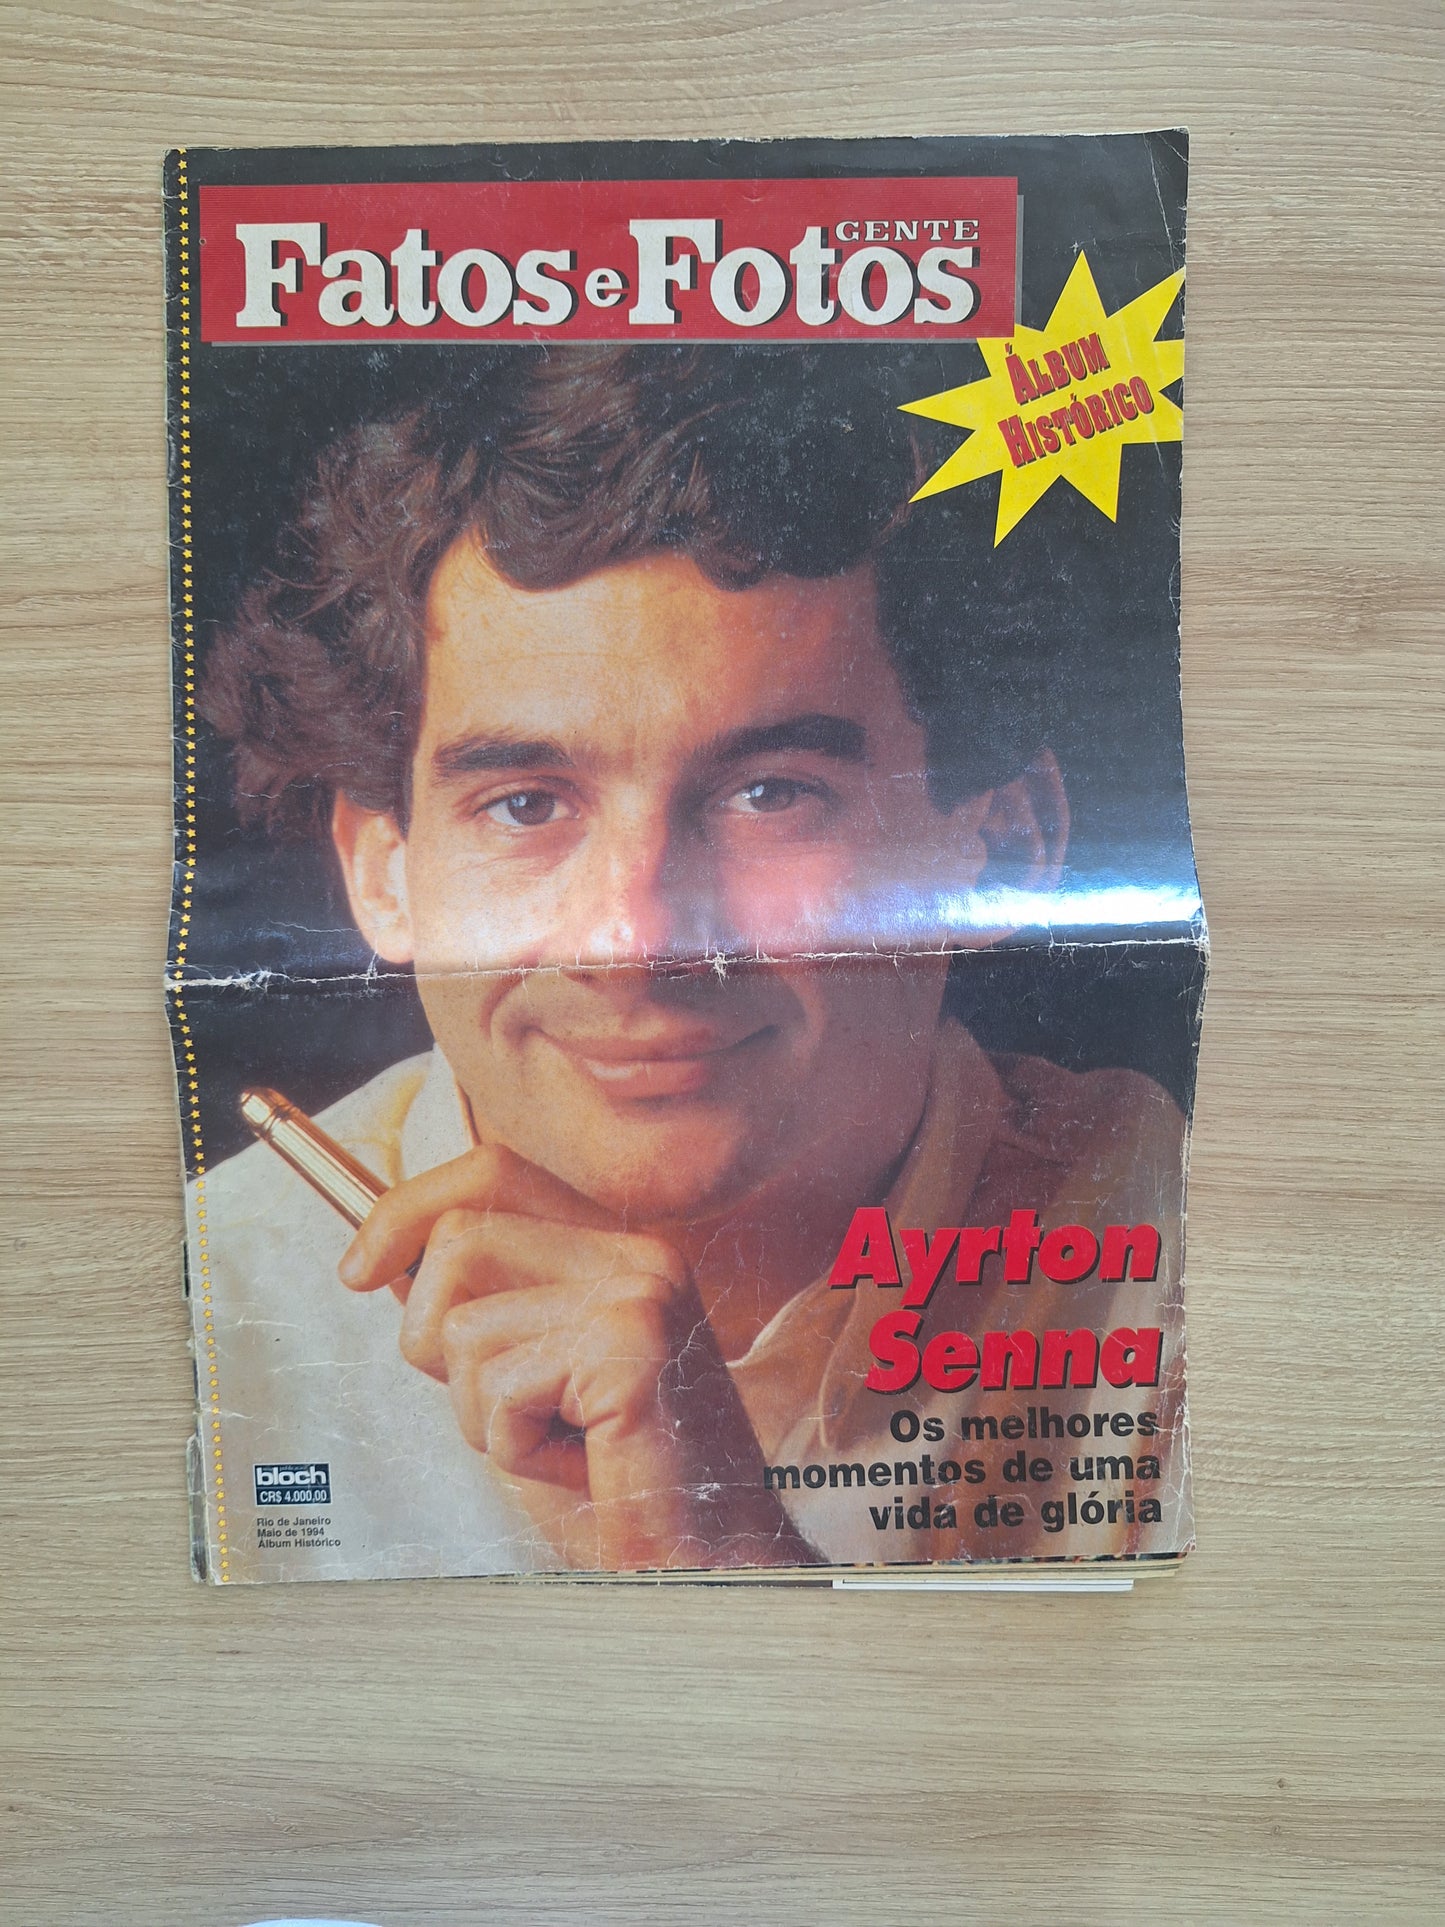 GENTE
Fatos e Fotos
ÁLBUM
HISTÓRICO
Ayrton
Senna
Os melhores
momentos de uma
vida de glória
bloch
CR$ 4.000,00
Rio de Janeiro
Maio de 1994
Álbum Histórico